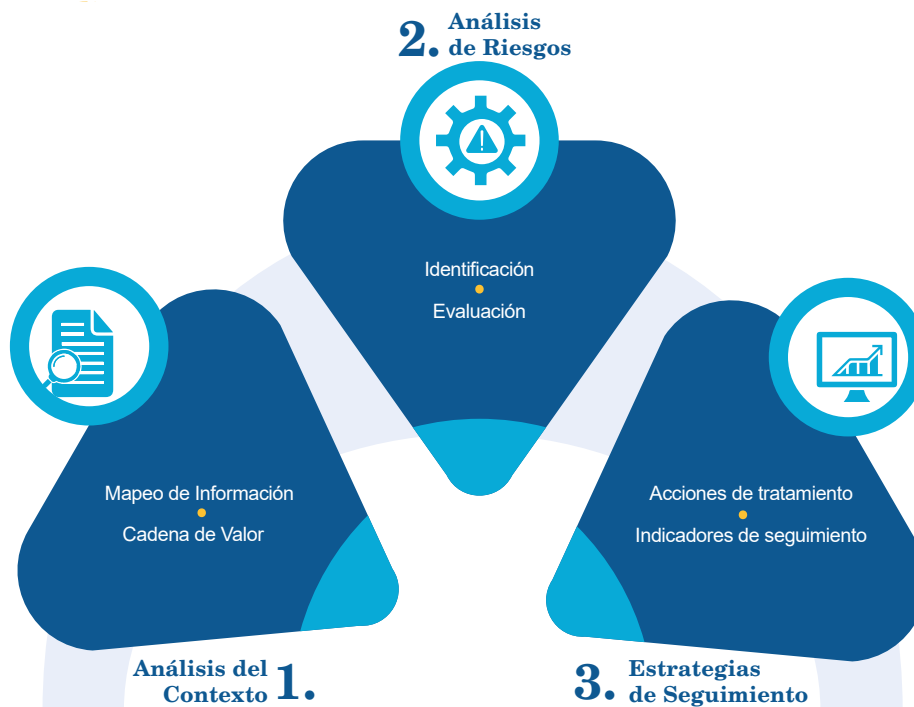 2. Análisis
de Riesgos
Identificación
Evaluación
Mapeo de Información
Cadena de Valor
Acciones de tratamiento
Indicadores de seguimiento
Análisis del
Contexto 1.
3. Estrategias
de Seguimiento